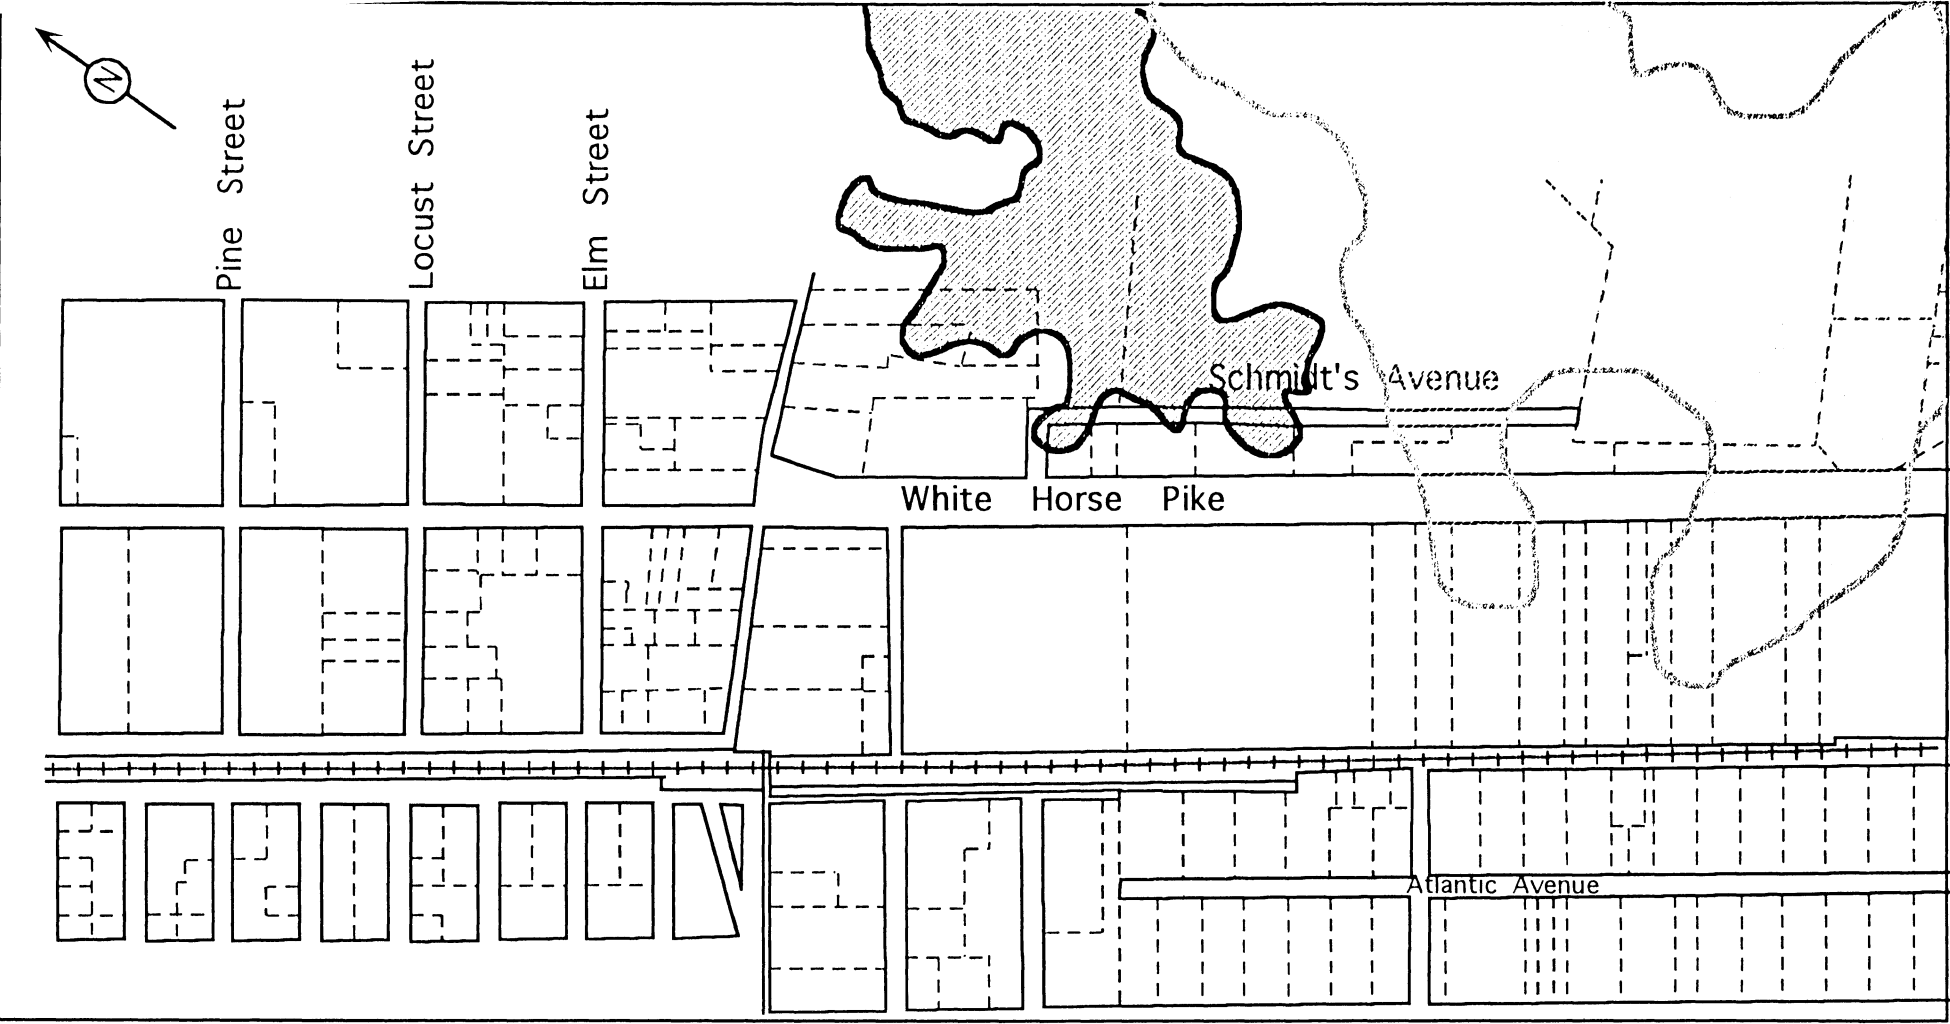 N
Pine Street
Locust Street
Elm Street
Schmidt's Avenue
White Horse Pike
Atlantic Avenue